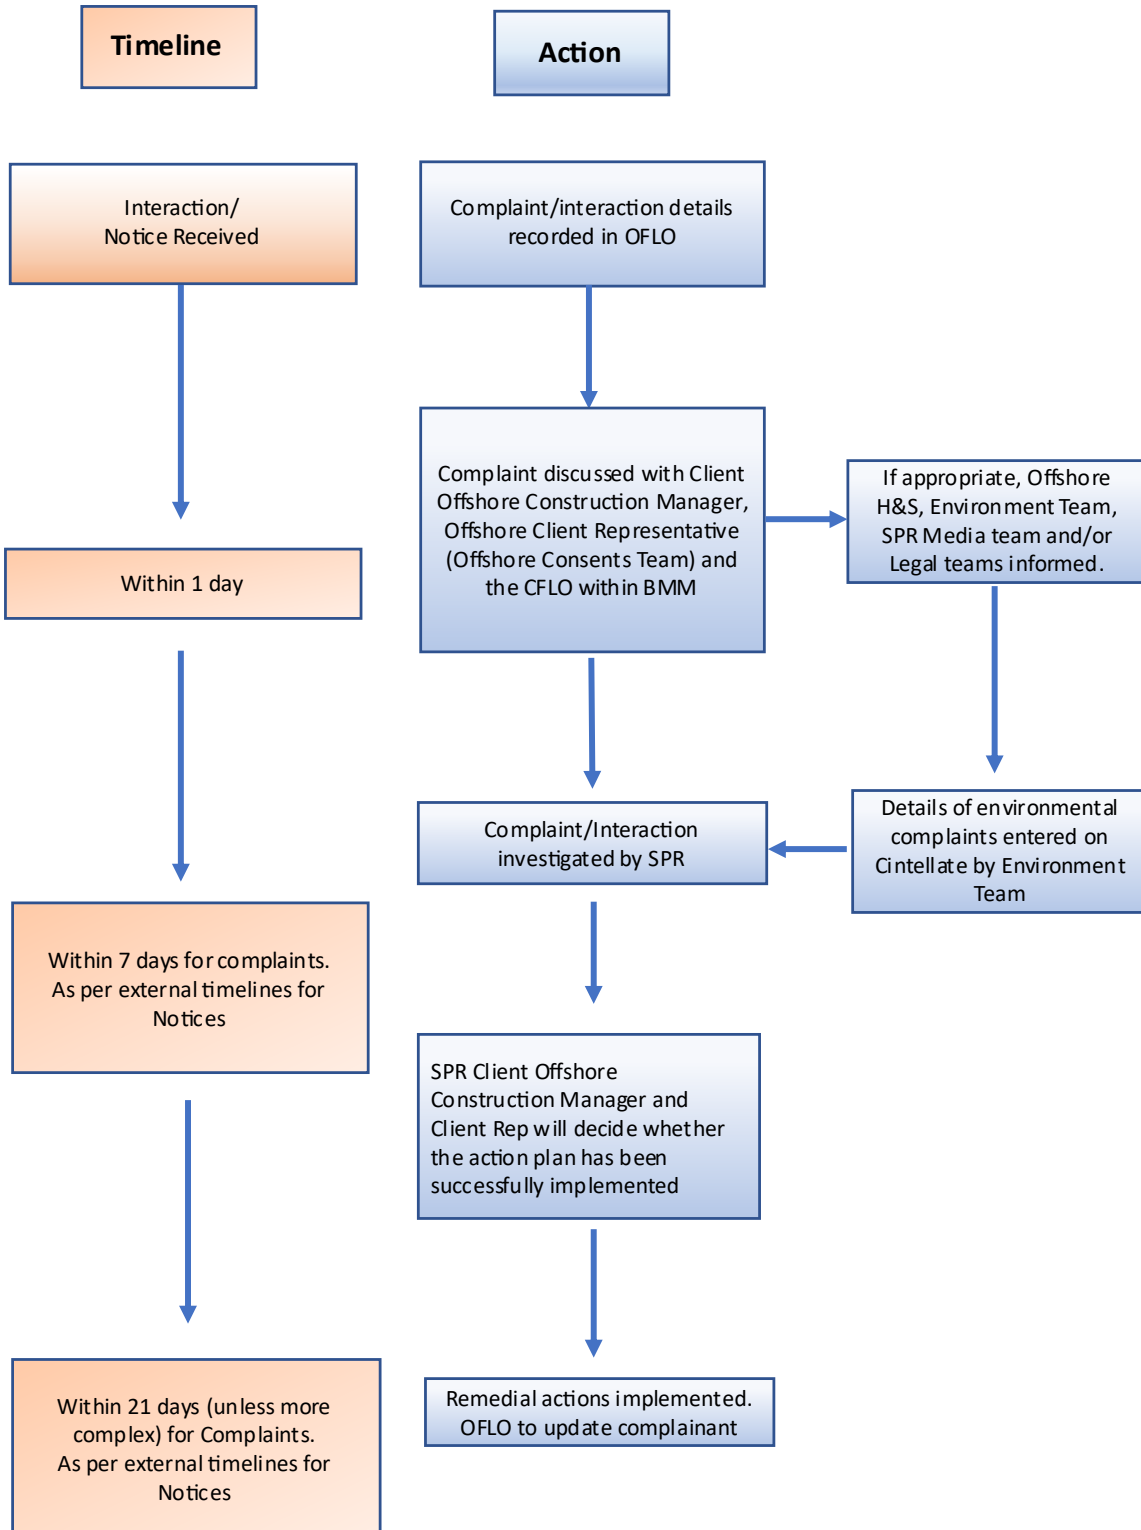 Timeline
Action
Interaction/
Notice Received
Complaint/interaction details
recorded in OFLO
Complaint discussed with Client
Offshore Construction Manager,
Offshore Client Representative
(Offshore Consents Team) and
the CFLO within BMM
If appropriate, Offshore
H&S, Environment Team,
SPR Media team and/or
Legal teams informed.
Within 1 day
Complaint/Interaction
investigated by SPR
Details of environmental
complaints entered on
Cintellate by Environment
Team
Within 7 days for complaints.
As per external timelines for
Notices
SPR Client Offshore
Construction Manager and
Client Rep will decide whether
the action plan has been
successfully implemented
Within 21 days (unless more
complex) for Complaints.
As per external timelines for
Notices
Remedial actions implemented.
OFLO to update complainant